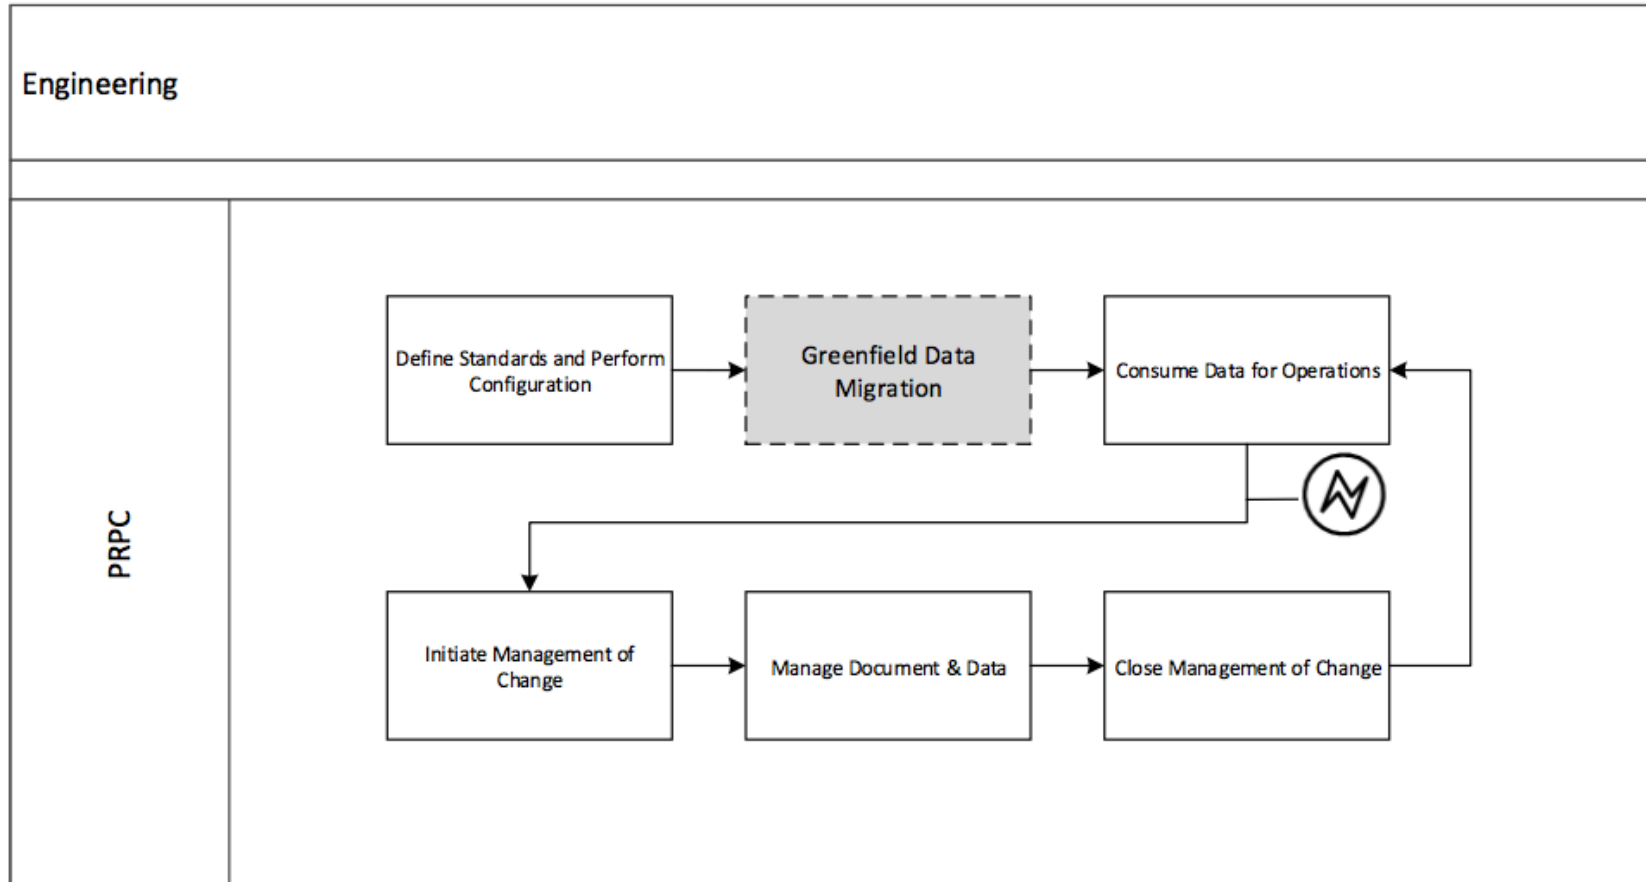 Engineering
PRPC
Define Standards and Perform
Configuration
Greenfield Data
Migration
Consume Data for Operations
Initiate Management of
Change
Manage Document & Data
Close Management of Change